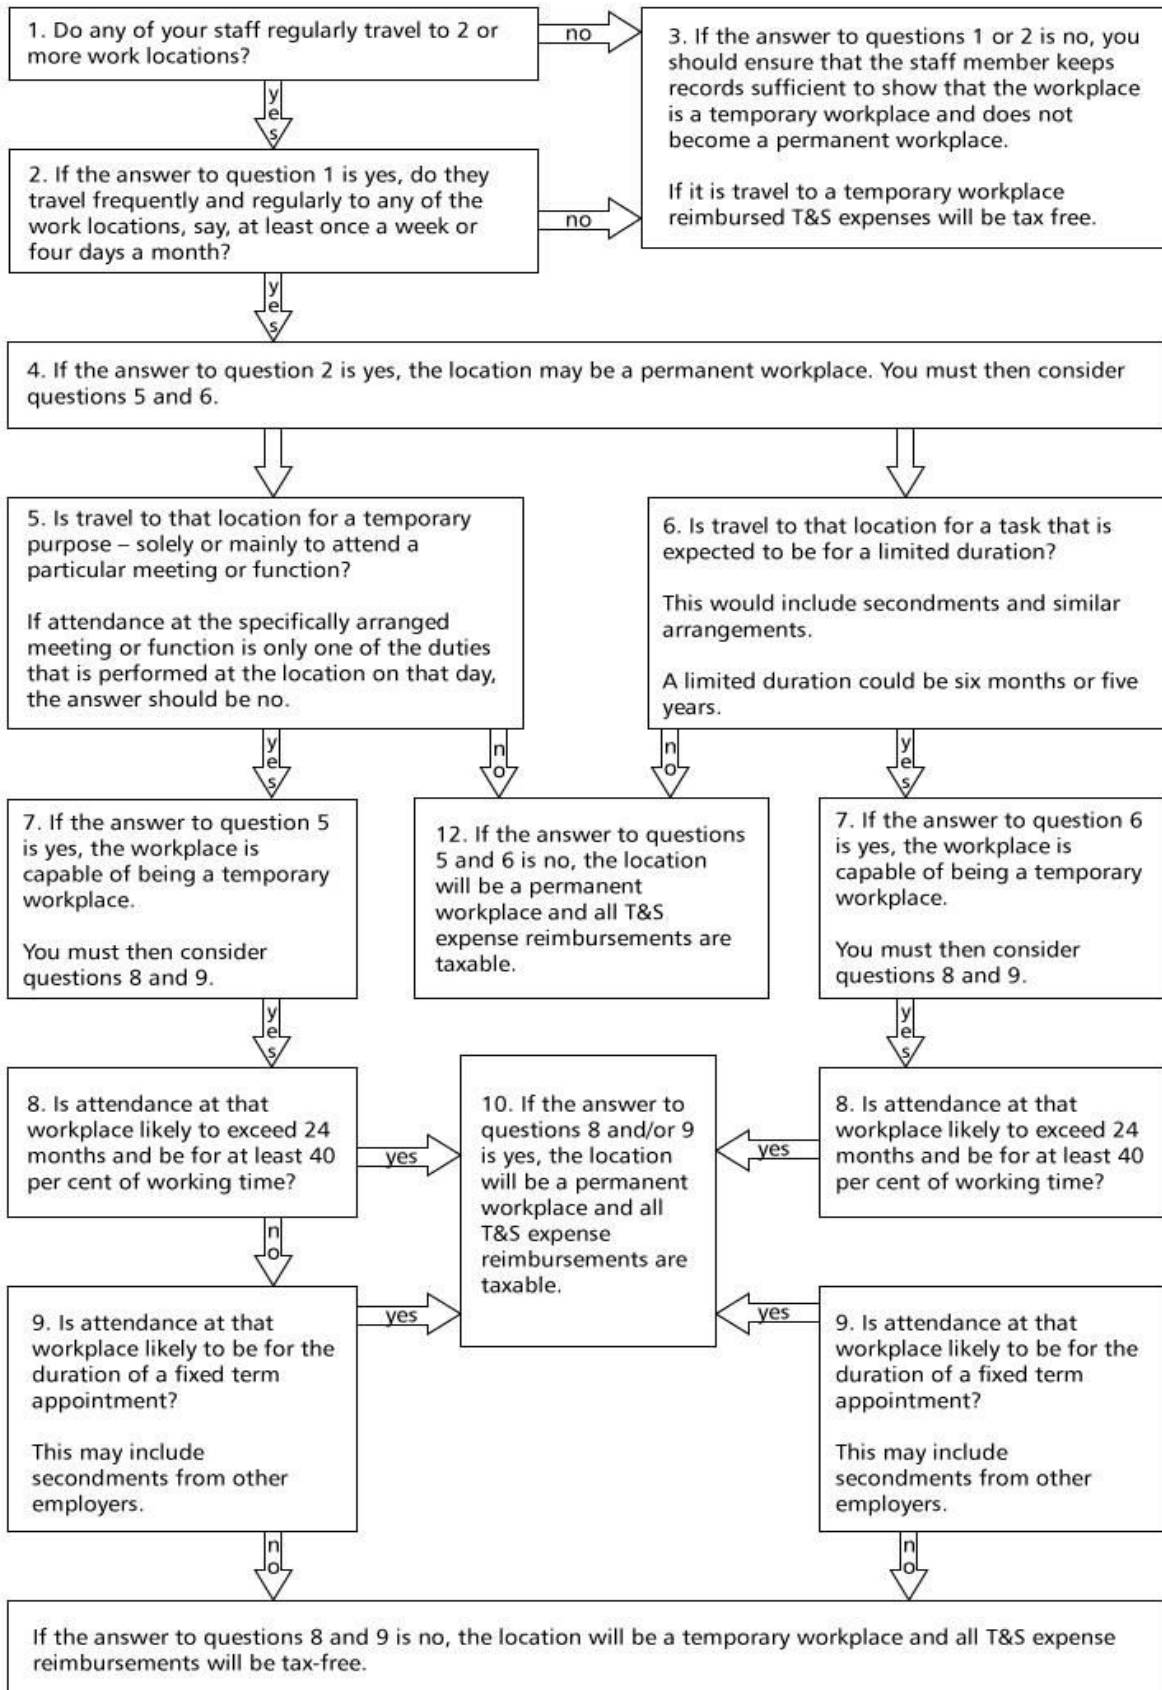 1. Do any of your staff regularly travel to 2 or
more work locations?
no
3. If the answer to questions 1 or 2 is no, you
should ensure that the staff member keeps
records sufficient to show that the workplace
is a temporary workplace and does not
become a permanent workplace.
If it is travel to a temporary workplace
reimbursed T&S expenses will be tax free.
yes
2. If the answer to question 1 is yes, do they
travel frequently and regularly to any of the
work locations, say, at least once a week or
four days a month?
no
yes
4. If the answer to question 2 is yes, the location may be a permanent workplace. You must then consider
questions 5 and 6.
5. Is travel to that location for a temporary
purpose – solely or mainly to attend a
particular meeting or function?
If attendance at the specifically arranged
meeting or function is only one of the duties
that is performed at the location on that day,
the answer should be no.
6. Is travel to that location for a task that is
expected to be for a limited duration?
This would include secondments and similar
arrangements.
A limited duration could be six months or five
years.
yes
no
no
yes
7. If the answer to question 5
is yes, the workplace is
capable of being a temporary
workplace.
You must then consider
questions 8 and 9.
12. If the answer to questions
5 and 6 is no, the location
will be a permanent
workplace and all T&S
expense reimbursements are
taxable.
7. If the answer to question 6
is yes, the workplace is
capable of being a temporary
workplace.
You must then consider
questions 8 and 9.
yes
yes
8. Is attendance at that
workplace likely to exceed 24
months and be for at least 40
per cent of working time?
yes
10. If the answer to
questions 8 and/or 9
is yes, the location
will be a permanent
workplace and all
T&S expense
reimbursements are
taxable.
yes
8. Is attendance at that
workplace likely to exceed 24
months and be for at least 40
per cent of working time?
no
9. Is attendance at that
workplace likely to be for the
duration of a fixed term
appointment?
This may include
secondments from other
employers.
yes
yes
9. Is attendance at that
workplace likely to be for the
duration of a fixed term
appointment?
This may include
secondments from other
employers.
no
no
If the answer to questions 8 and 9 is no, the location will be a temporary workplace and all T&S expense
reimbursements will be tax-free.